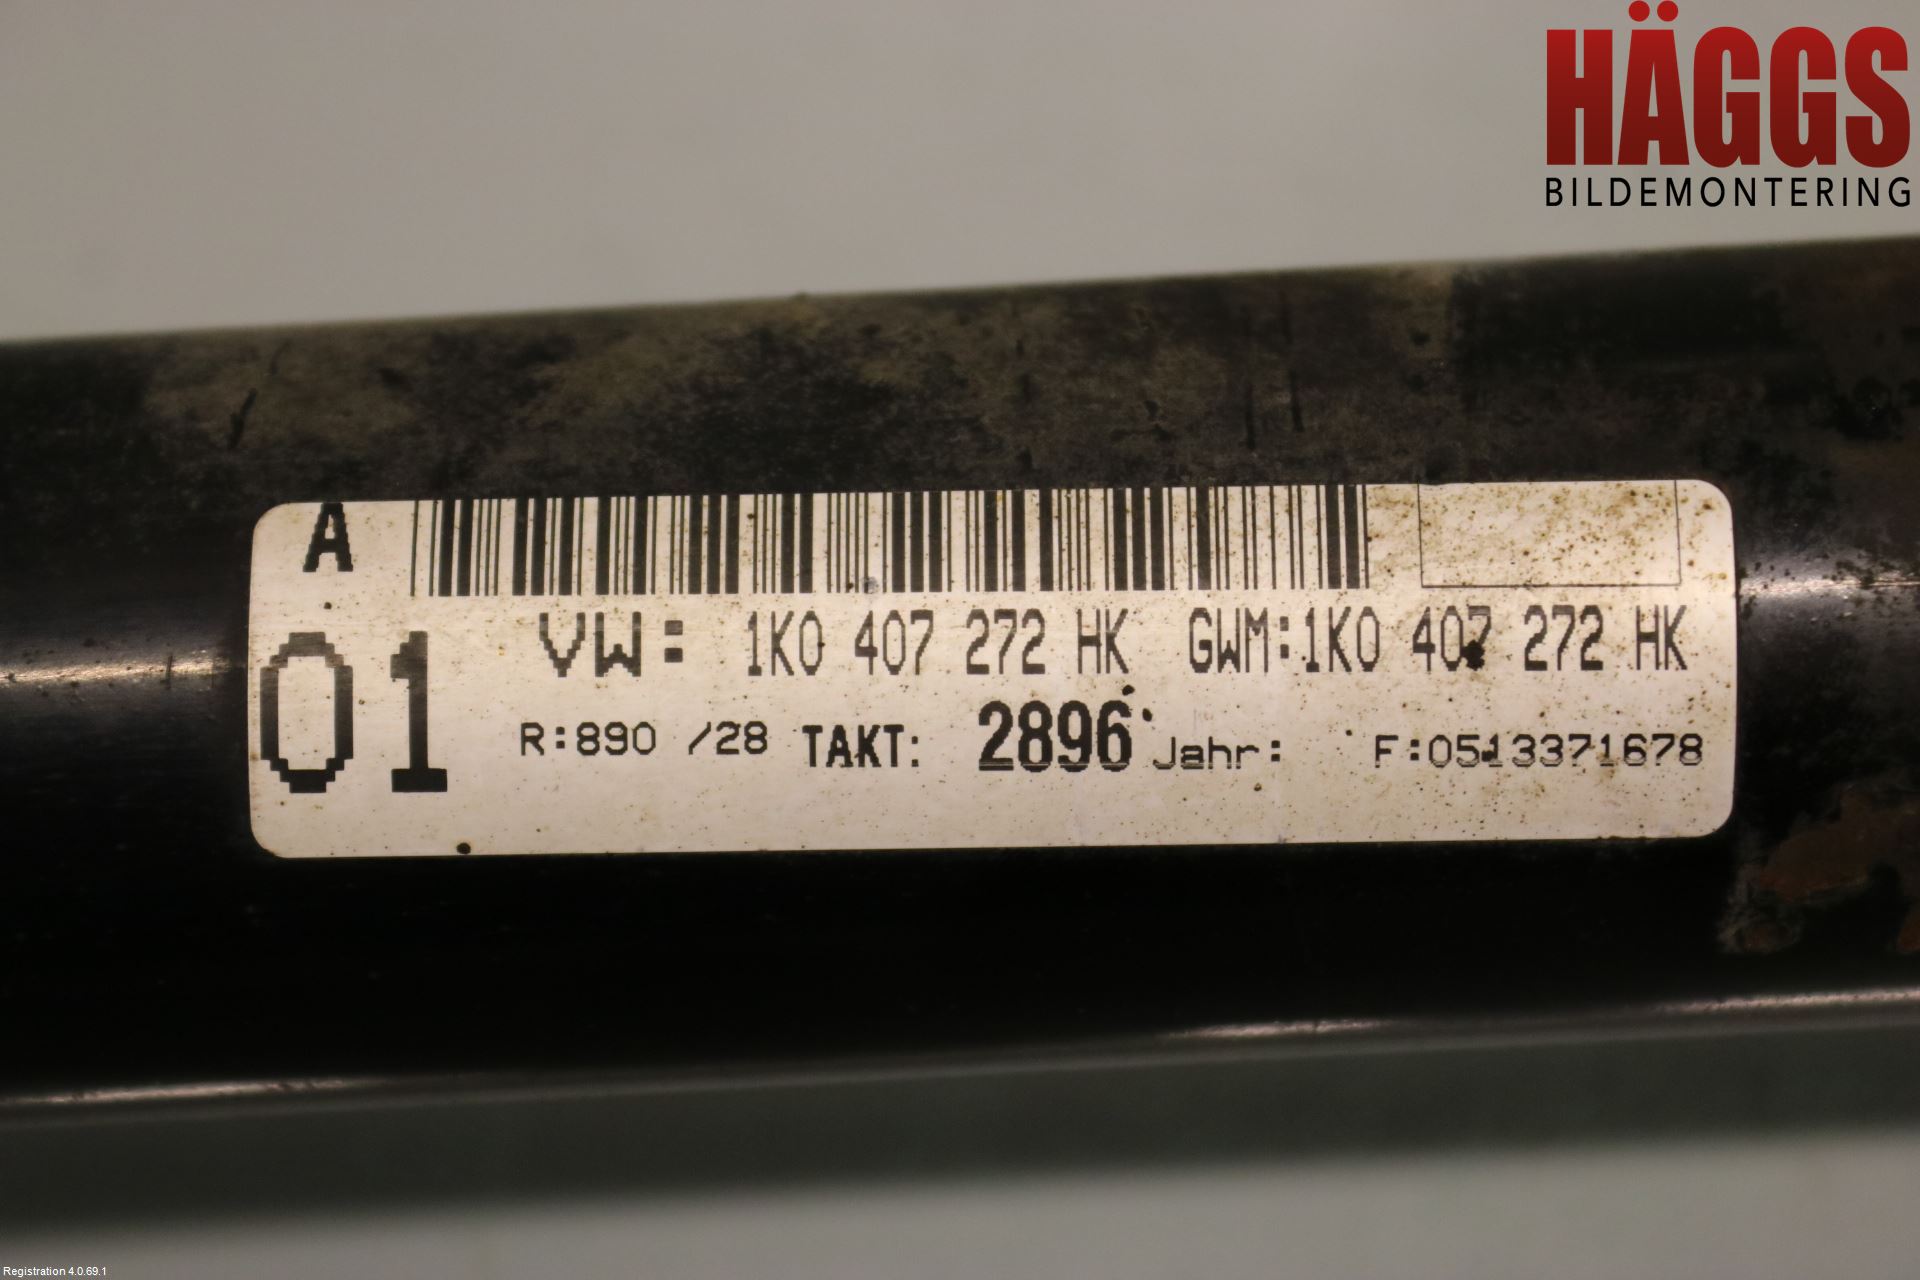 HÄGGS
BILDEMONTERING
A
01
VW: 1K0 407 272 HK GWM:1K0 407 272 HK
R:890 /28 TAKT: 2896 Jahr: F:0513371678
Registration 4.0.69.1